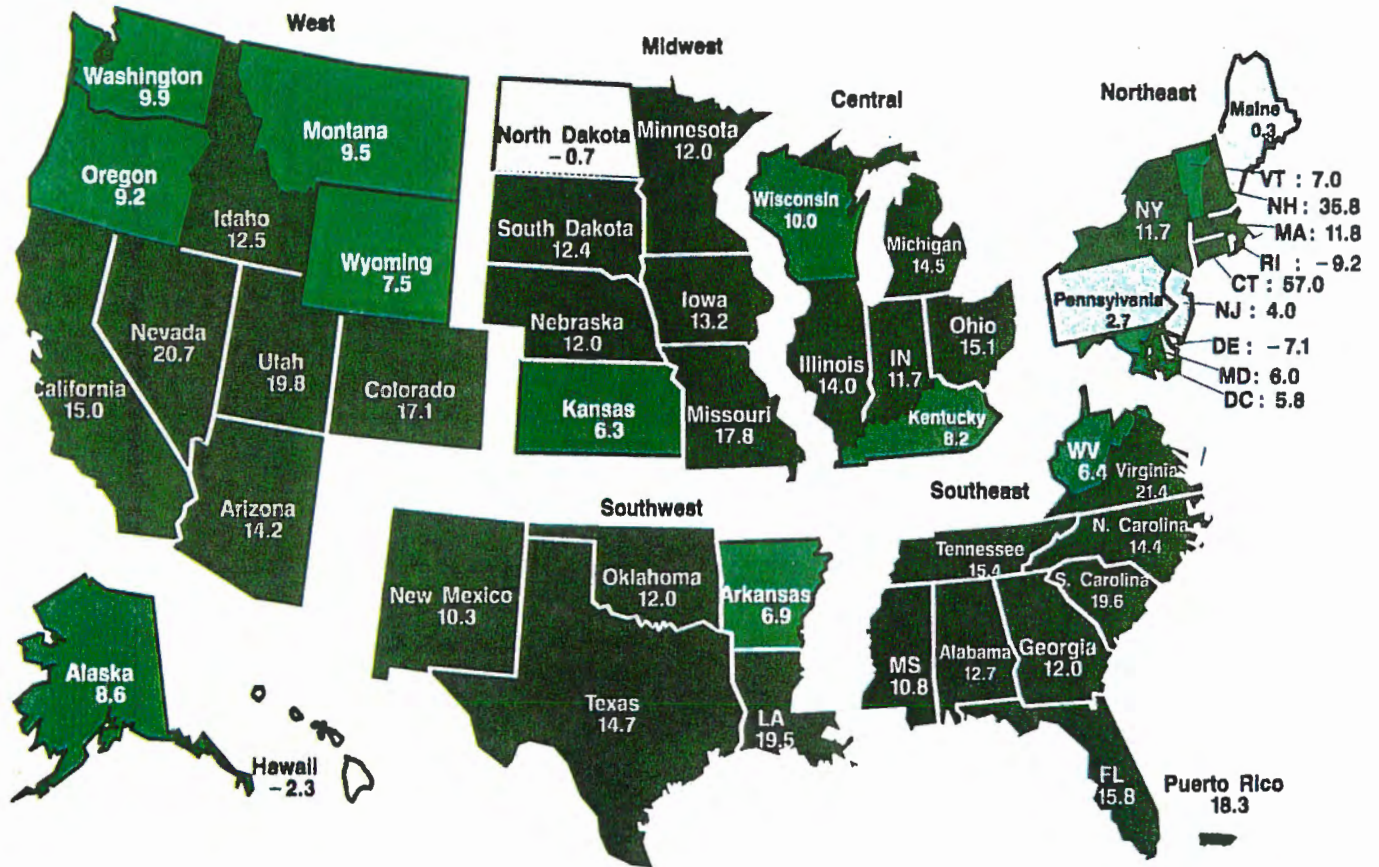 West
Washington
9.9
Montana
9.5
Oregon
9.2
Idaho
12.5
Wyoming
7.5
Nevada
20.7
Utah
19.8
California
15.0
Colorado
17.1
Arizona
14.2
Alaska
8.6
Hawaii
-2.3
Midwest
North Dakota
-0.7
Minnesota
12.0
South Dakota
12.4
Iowa
13.2
Nebraska
12.0
Kansas
6.3
Missouri
17.8
Central
Wisconsin
10.0
Michigan
14.5
Illinois
14.0
IN
11.7
Ohio
15.1
Kentucky
8.2
Northeast
Maine
0.3
VT : 7.0
NH : 35.8
NY
11.7
MA : 11.8
RI : -9.2
CT : 57.0
Pennsylvania
2.7
NJ : 4.0
DE : -7.1
MD : 6.0
DC : 5.8
Southwest
New Mexico
10.3
Oklahoma
12.0
Arkansas
6.9
Texas
14.7
LA
19.5
Southeast
WV
6.4
Virginia
21.4
N. Carolina
14.4
Tennessee
15.4
S. Carolina
19.6
MS
10.8
Alabama
12.7
Georgia
12.0
FL
15.8
Puerto Rico
18.3